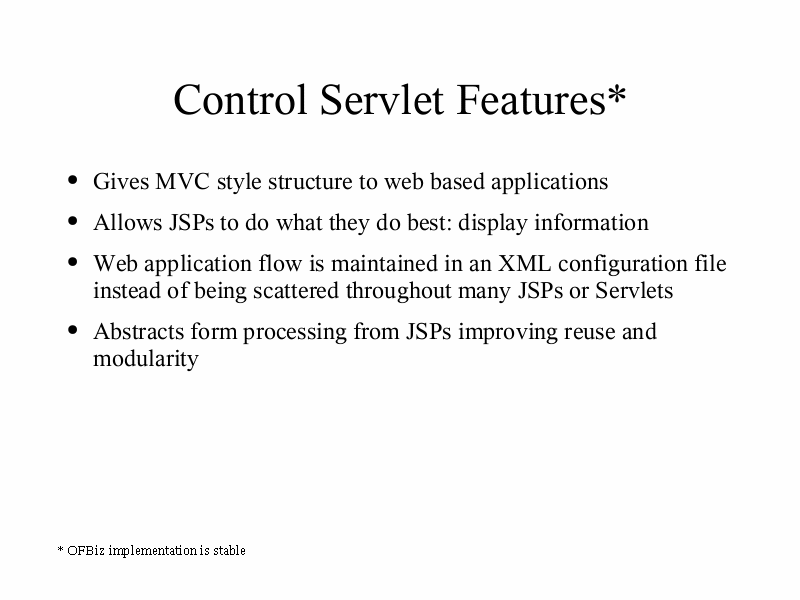 Control Servlet Features*
• Gives MVC style structure to web based applications
• Allows JSPs to do what they do best: display information
• Web application flow is maintained in an XML configuration file
instead of being scattered throughout many JSPs or Servlets
• Abstracts form processing from JSPs improving reuse and
modularity
* OFBiz implementation is stable